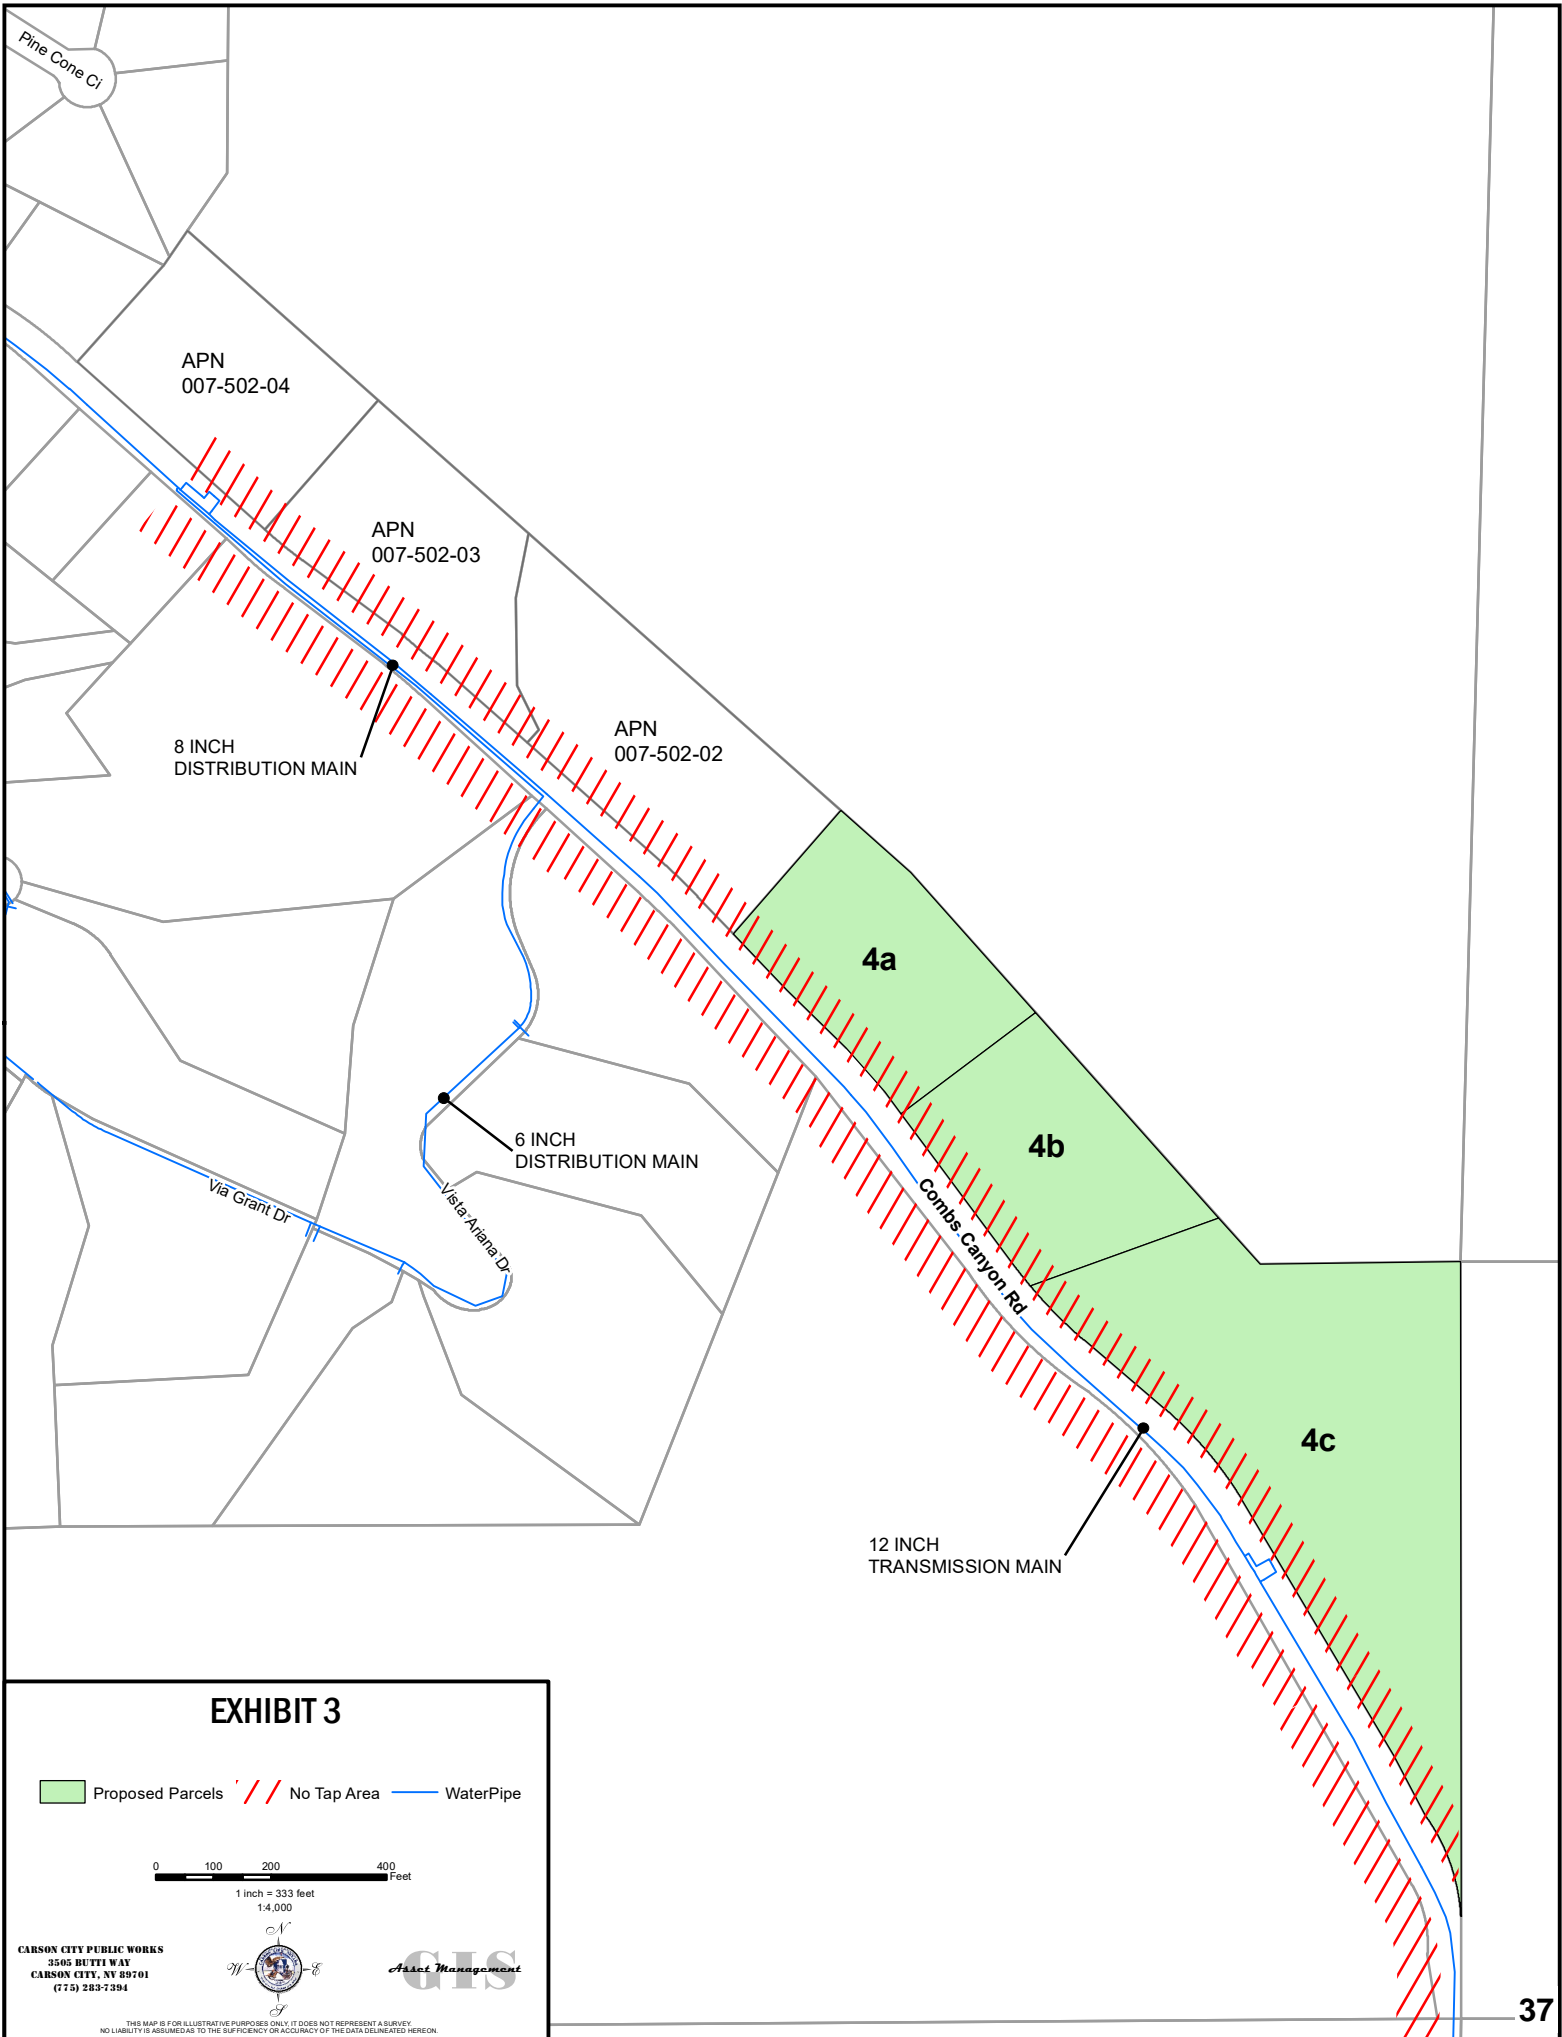 Pine Cone Ci
APN
007-502-04
APN
007-502-03
APN
007-502-02
8 INCH
DISTRIBUTION MAIN
4a
4b
6 INCH
DISTRIBUTION MAIN
Via Grant Dr
Vista Ariana Dr
Combs Canyon Rd
4c
12 INCH
TRANSMISSION MAIN
EXHIBIT 3
Proposed Parcels
No Tap Area
WaterPipe
0 100 200 400
Feet
1 inch = 333 feet
1:4,000
N
W E
S
CARSON CITY PUBLIC WORKS
3505 BUTTI WAY
CARSON CITY, NV 89701
(775) 283-7394
GIS
Asset Management
THIS MAP IS FOR ILLUSTRATIVE PURPOSES ONLY, IT DOES NOT REPRESENT A SURVEY.
NO LIABILITY IS ASSUMED AS TO THE SUFFICIENCY OR ACCURACY OF THE DATA DELINEATED HEREON.
37